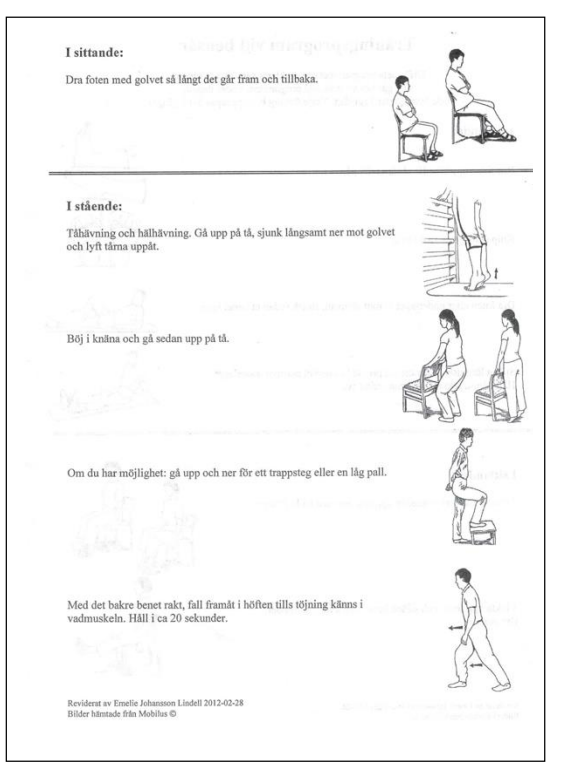 I sittande:
Dra foten med golvet så långt det går fram och tillbaka.
I stående:
Tåhävning och hälhävning. Gå upp på tå, sjunk långsamt ner mot golvet
och lyft tårna uppåt.
Böj i knäna och gå sedan upp på tå.
Om du har möjlighet: gå upp och ner för ett trappsteg eller en låg pall.
Med det bakre benet rakt, fall framåt i höften tills töjning känns i
vadmuskeln. Håll i ca 20 sekunder.
Reviderat av Emelie Johansson Lindell 2012-02-28
Bilder hämtade från Mobilus ©